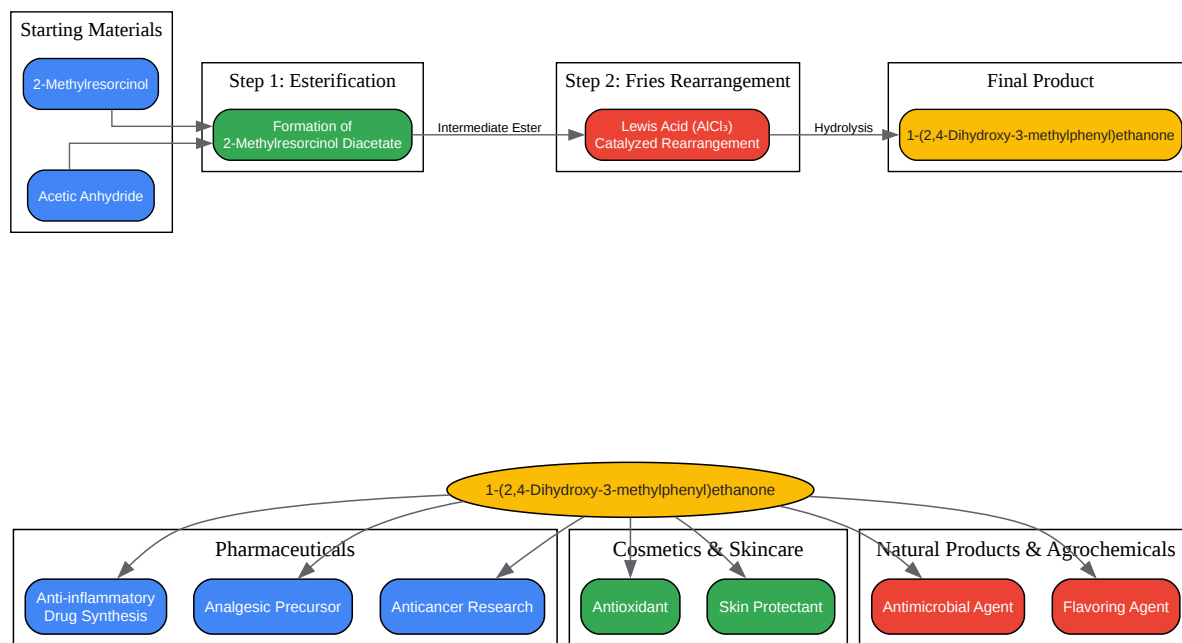 Starting Materials
2-Methylresorcinol
Acetic Anhydride
Step 1: Esterification
Formation of
2-Methylresorcinol Diacetate
Intermediate Ester
Step 2: Fries Rearrangement
Lewis Acid (AlCl₃)
Catalyzed Rearrangement
Hydrolysis
Final Product
1-(2,4-Dihydroxy-3-methylphenyl)ethanone
1-(2,4-Dihydroxy-3-methylphenyl)ethanone
Pharmaceuticals
Anti-inflammatory
Drug Synthesis
Analgesic Precursor
Anticancer Research
Cosmetics & Skincare
Antioxidant
Skin Protectant
Natural Products & Agrochemicals
Antimicrobial Agent
Flavoring Agent